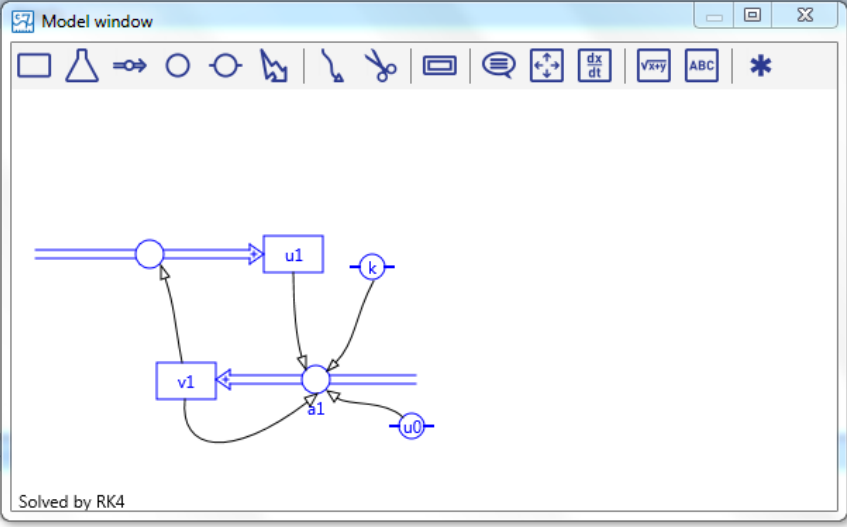 Model window
dx
dt
√x+y
ABC
u1
k
v1
a1
u0
Solved by RK4